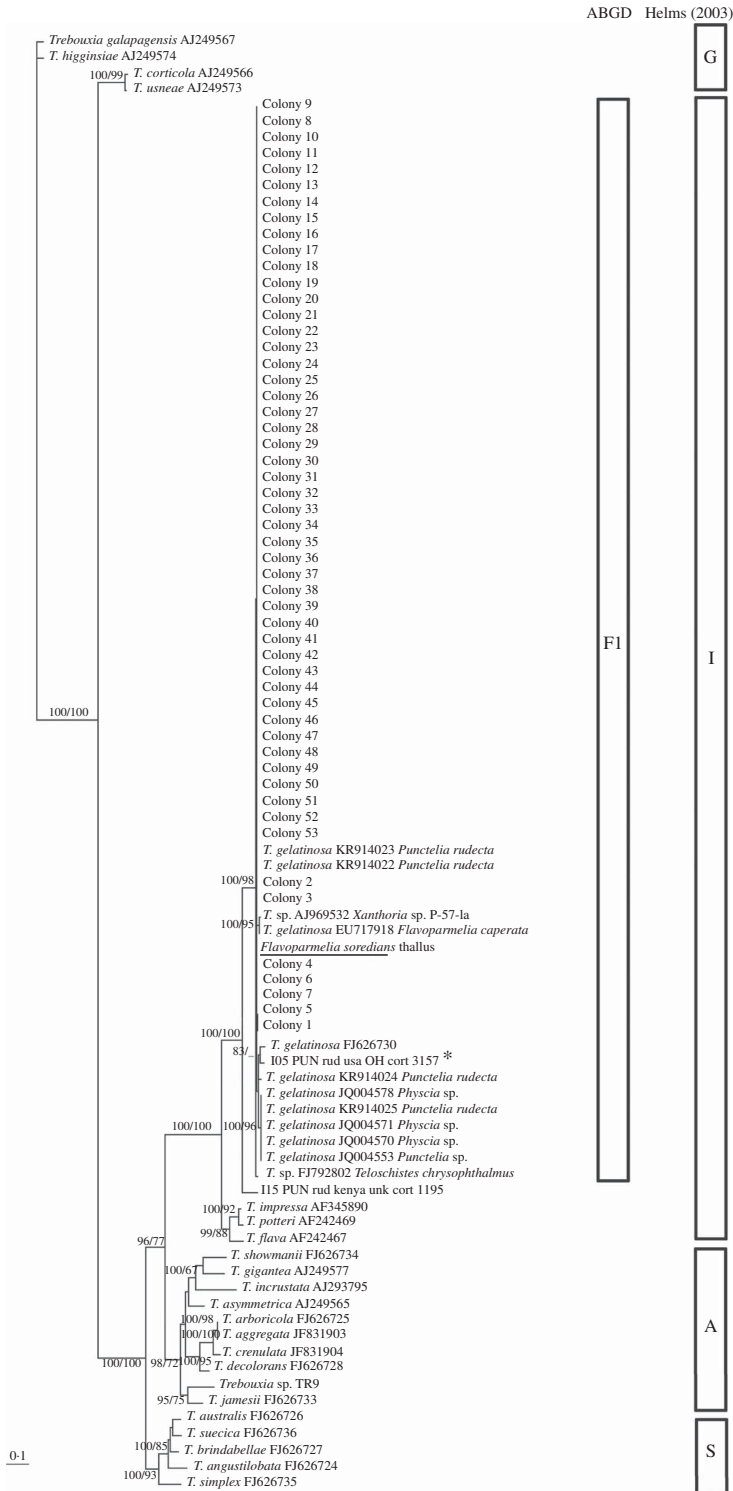 ABGD Helms (2003)
Trebouxia galapagensis AJ249567
G
T. higginsiae AJ249574
100/99
T. corticola AJ249566
T. usneae AJ249573
Colony 9
Colony 8
Colony 10
Colony 11
Colony 12
Colony 13
Colony 14
Colony 15
Colony 16
Colony 17
Colony 18
Colony 19
Colony 20
Colony 21
Colony 22
Colony 23
Colony 24
Colony 25
Colony 26
Colony 27
Colony 28
Colony 29
Colony 30
Colony 31
Colony 32
Colony 33
Colony 34
Colony 35
Colony 36
Colony 37
Colony 38
Colony 39
Colony 40
Colony 41
F1
Colony 42
I
Colony 43
Colony 44
Colony 45
100/100
Colony 46
Colony 47
Colony 48
Colony 49
Colony 50
Colony 51
Colony 52
Colony 53
T. gelatinosa KR914023 Punctelia rudecta
T. gelatinosa KR914022 Punctelia rudecta
100/98
Colony 2
Colony 3
T. sp. AJ969532 Xanthoria sp. P-57-la
100/95
T. gelatinosa EU717918 Flavoparmelia caperata
Flavoparmelia soredians thallus
Colony 4
Colony 6
Colony 7
Colony 5
Colony 1
100/100
T. gelatinosa FJ626730
83/_
I05 PUN rud usa OH cort 3157 *
T. gelatinosa KR914024 Punctelia rudecta
T. gelatinosa JQ004578 Physcia sp.
T. gelatinosa KR914025 Punctelia rudecta
100/100
100/96
T. gelatinosa JQ004571 Physcia sp.
T. gelatinosa JQ004570 Physcia sp.
T. gelatinosa JQ004553 Punctelia sp.
T. sp. FJ792802 Teloschistes chrysophthalmus
I15 PUN rud kenya unk cort 1195
100/92
T. impressa AF345890
T. potteri AF242469
99/88
T. flava AF242467
96/77
T. showmanii FJ626734
100/67
T. gigantea AJ249577
T. incrustata AJ293795
T. asymmetrica AJ249565
100/98
T. arboricola FJ626725
A
100/100
T. aggregata JF831903
T. crenulata JF831904
100/100
98/72
100/95
T. decolorans FJ626728
Trebouxia sp. TR9
95/75
T. jamesii FJ626733
T. australis FJ626726
T. suecica FJ626736
100/85
T. brindabellae FJ626727
S
0·1
T. angustilobata FJ626724
100/93
T. simplex FJ626735